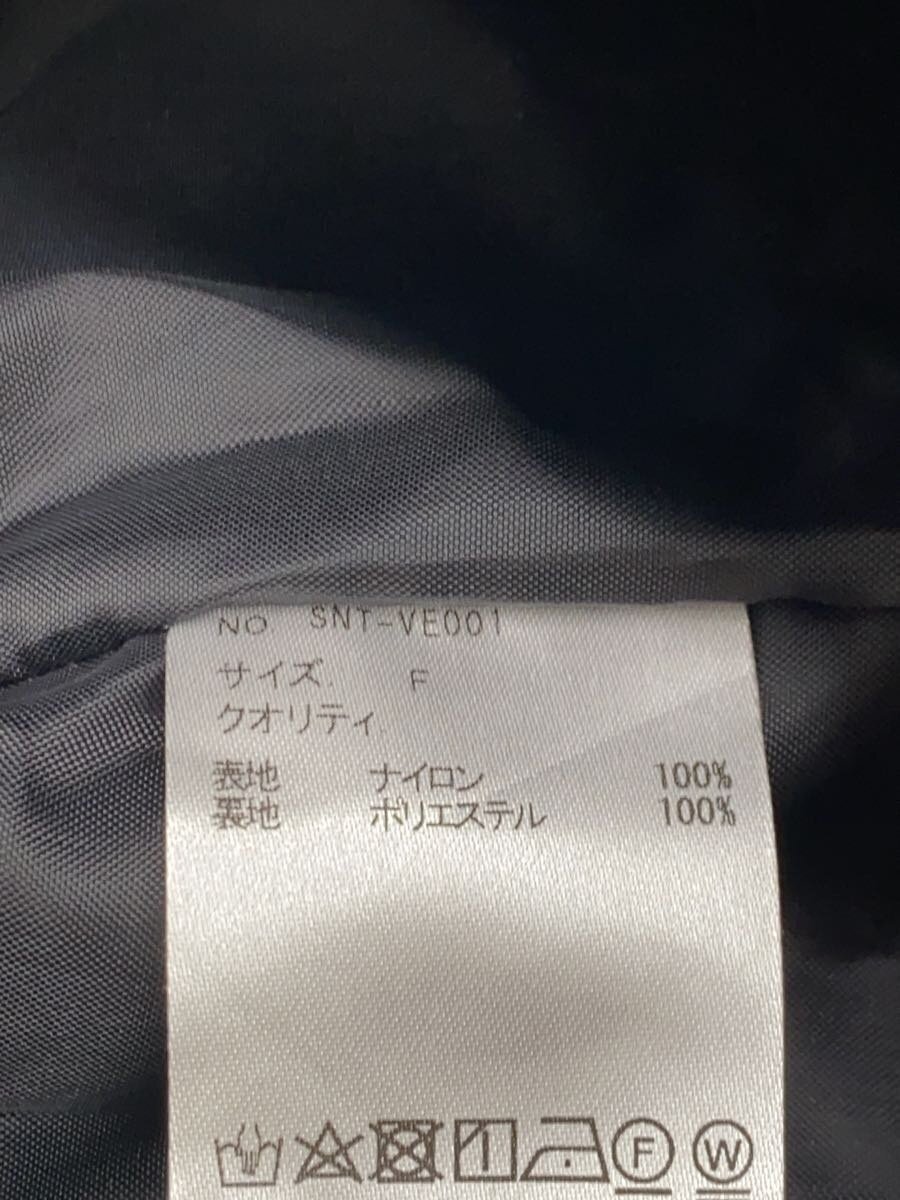 NO. SNT-VE001
サイズ. F
クオリティ.
表地 ナイロン 100%
裏地 ポリエステル 100%
F W